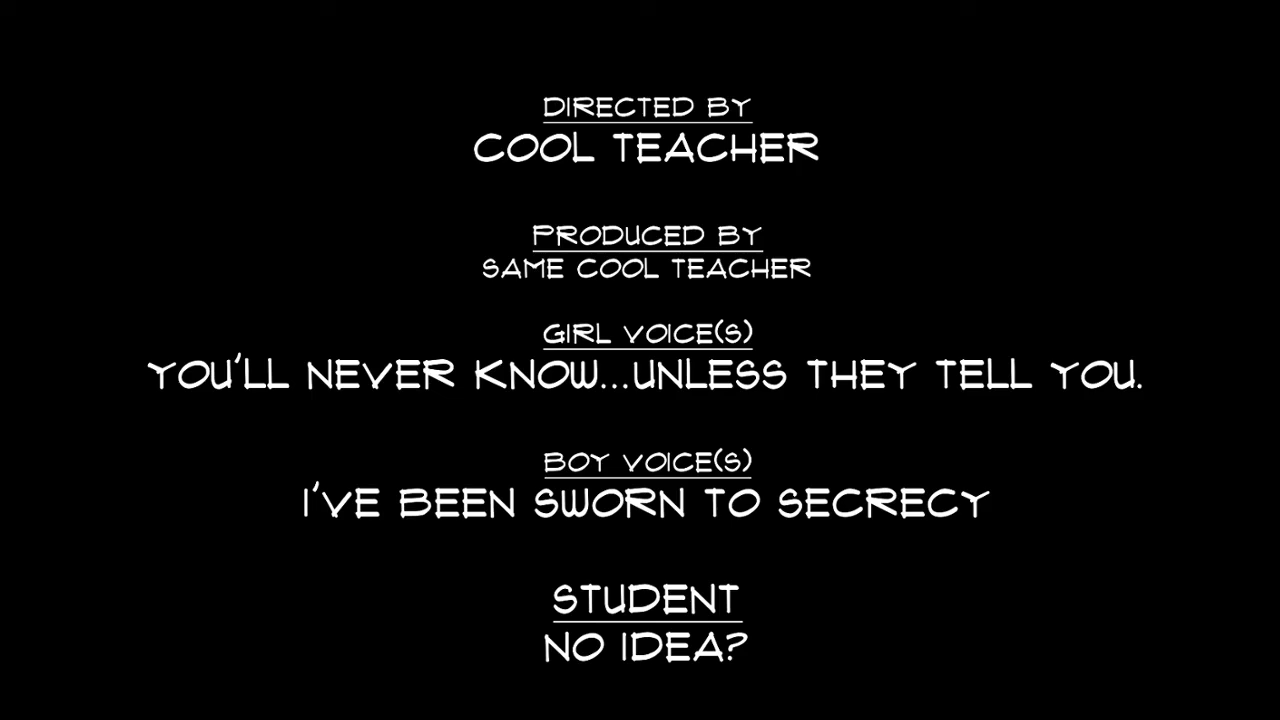 DIRECTED BY
COOL TEACHER
PRODUCED BY
SAME COOL TEACHER
GIRL VOICE(S)
YOU'LL NEVER KNOW...UNLESS THEY TELL YOU.
BOY VOICE(S)
I'VE BEEN SWORN TO SECRECY
STUDENT
NO IDEA?